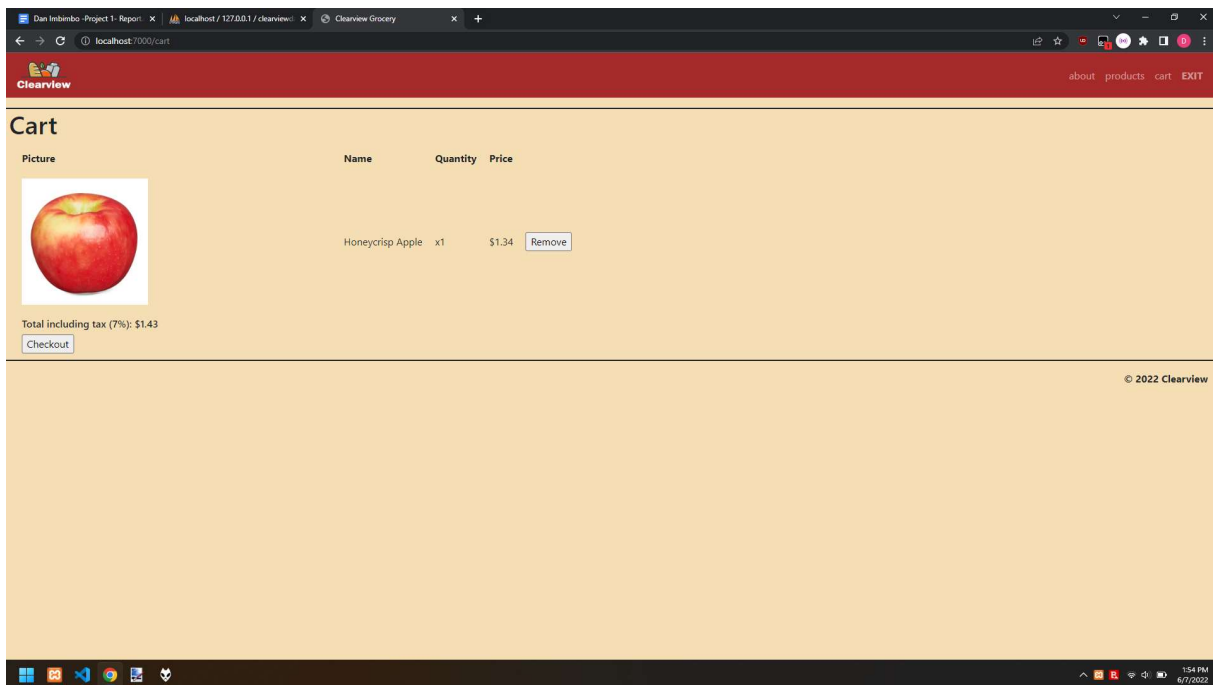 Dan Imbimbo -Project 1- Report.
localhost / 127.0.0.1 / clearviewd
Clearview Grocery
localhost:7000/cart
Clearview
about products cart EXIT
Cart
Picture Name Quantity Price
Honeycrisp Apple x1 $1.34 Remove
Total including tax (7%): $1.43
Checkout
© 2022 Clearview
1:54 PM
6/7/2022